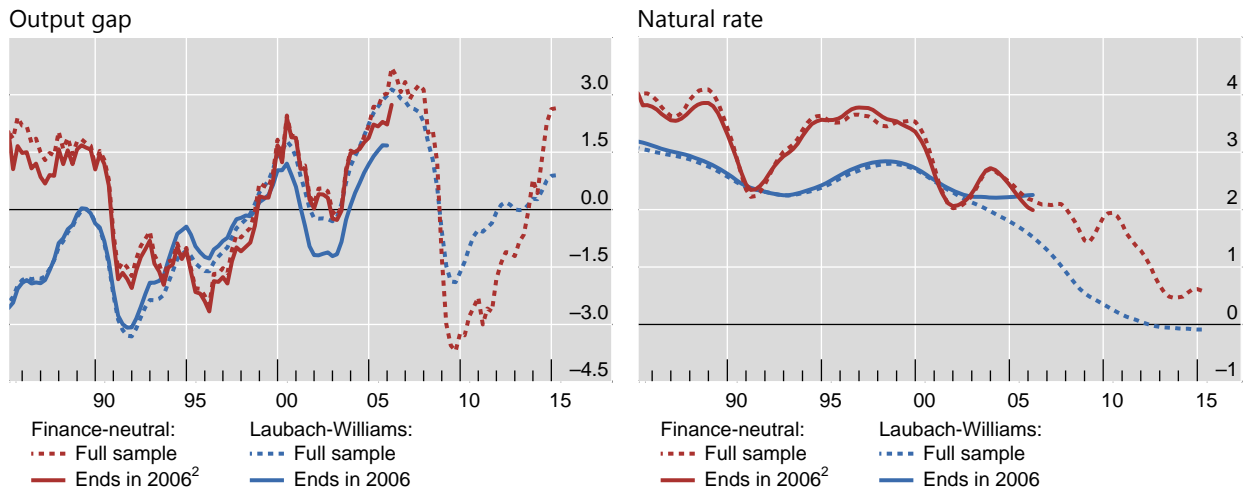 Output gap
3.0
1.5
0.0
–1.5
–3.0
–4.5
90 95 00 05 10 15
Finance-neutral: Laubach-Williams:
Full sample Full sample
Ends in 2006² Ends in 2006
Natural rate
4
3
2
1
0
–1
90 95 00 05 10 15
Finance-neutral: Laubach-Williams:
Full sample Full sample
Ends in 2006² Ends in 2006